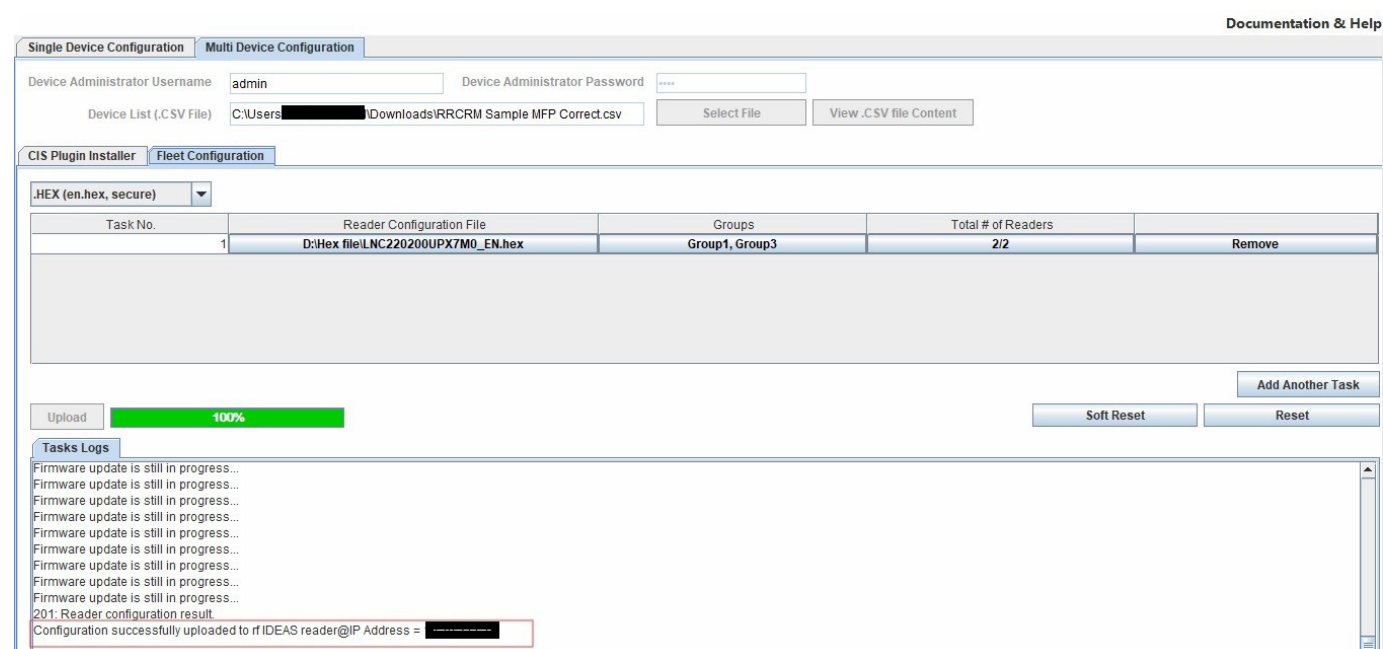 Documentation & Help
Single Device Configuration Multi Device Configuration
Device Administrator Username admin Device Administrator Password ----
Device List (.CSV File) C:\Users \Downloads\RRCRM Sample MFP Correct.csv Select File View .CSV file Content
CIS Plugin Installer Fleet Configuration
.HEX (en.hex, secure)
Task No. Reader Configuration File Groups Total # of Readers
1 D:\Hex file\LNC220200UPX7M0_EN.hex Group1, Group3 2/2 Remove
Add Another Task
Upload 100% Soft Reset Reset
Tasks Logs
Firmware update is still in progress...
Firmware update is still in progress...
Firmware update is still in progress...
Firmware update is still in progress...
Firmware update is still in progress...
Firmware update is still in progress...
Firmware update is still in progress...
Firmware update is still in progress...
Firmware update is still in progress...
201: Reader configuration result.
Configuration successfully uploaded to rf IDEAS reader@IP Address =